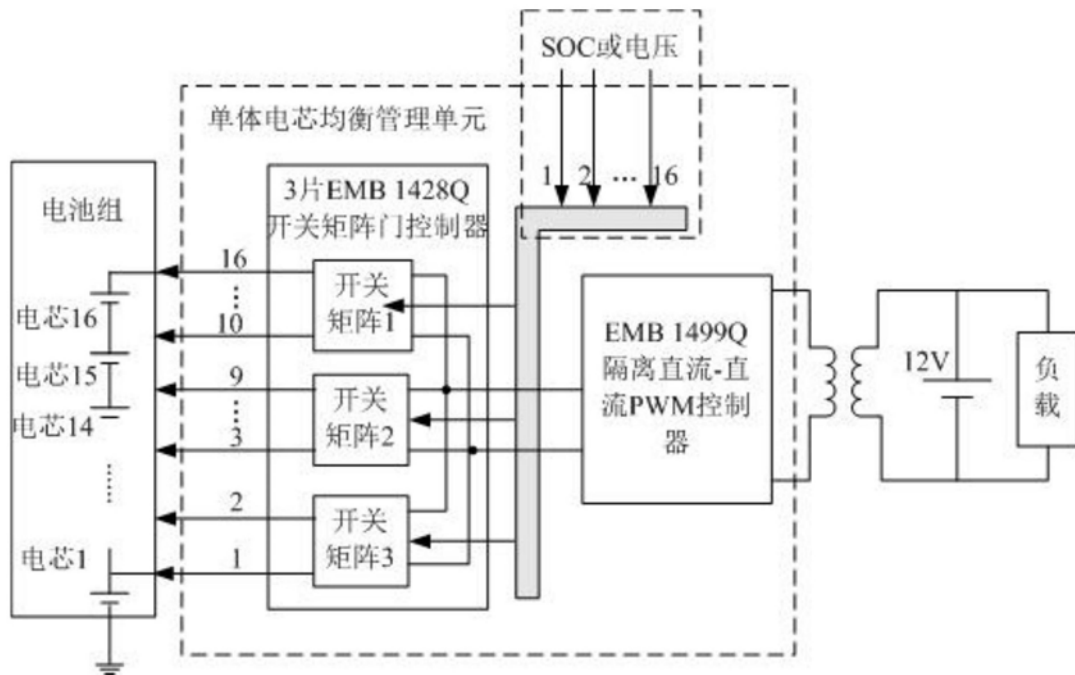 SOC或电压
单体电芯均衡管理单元
1 2 ··· 16
3片EMB 1428Q
开关矩阵门控制器
电池组
16
开关
矩阵1
10
电芯16
电芯15
电芯14
9
开关
矩阵2
3
EMB 1499Q
隔离直流-直
流PWM控制
器
12V
负
载
2
开关
矩阵3
1
电芯1